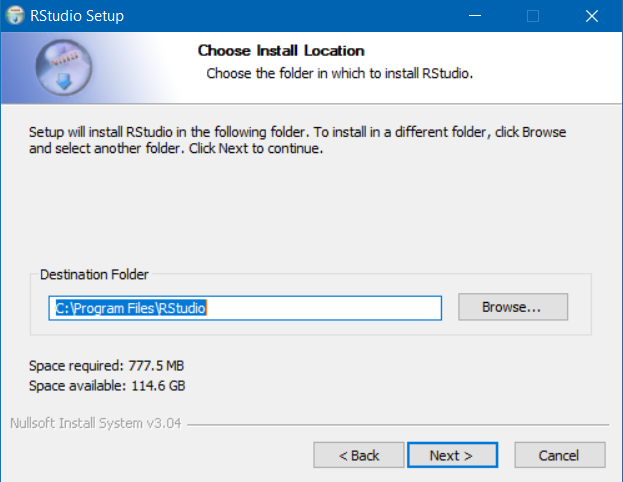 RStudio Setup
Choose Install Location
Choose the folder in which to install RStudio.
Setup will install RStudio in the following folder. To install in a different folder, click Browse
and select another folder. Click Next to continue.
Destination Folder
C:\Program Files\RStudio
Browse...
Space required: 777.5 MB
Space available: 114.6 GB
Nullsoft Install System v3.04
< Back
Next >
Cancel